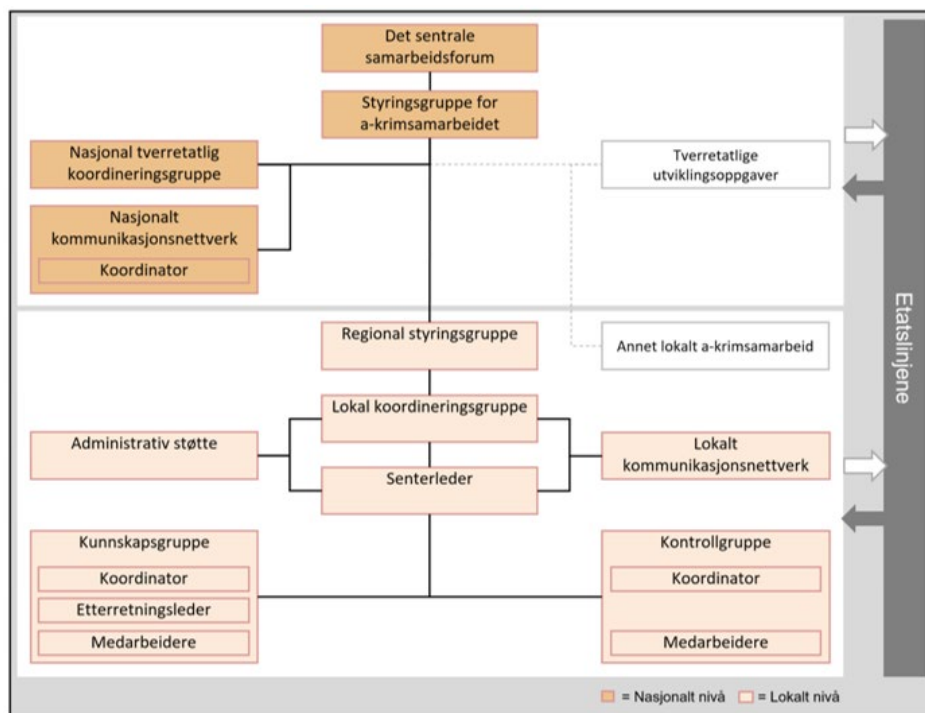 Det sentrale
samarbeidsforum
Styringsgruppe for
a-krimsamarbeidet
Nasjonal tverretatlig
koordineringsgruppe
Tverretatlige
utviklingsoppgaver
Nasjonalt
kommunikasjonsnettverk
Koordinator
Etatslinjene
Regional styringsgruppe
Annet lokalt a-krimsamarbeid
Lokal koordineringsgruppe
Administrativ støtte
Lokalt
kommunikasjonsnettverk
Senterleder
Kunnskapsgruppe
Koordinator
Etterretningsleder
Medarbeidere
Kontrollgruppe
Koordinator
Medarbeidere
= Nasjonalt nivå
= Lokalt nivå